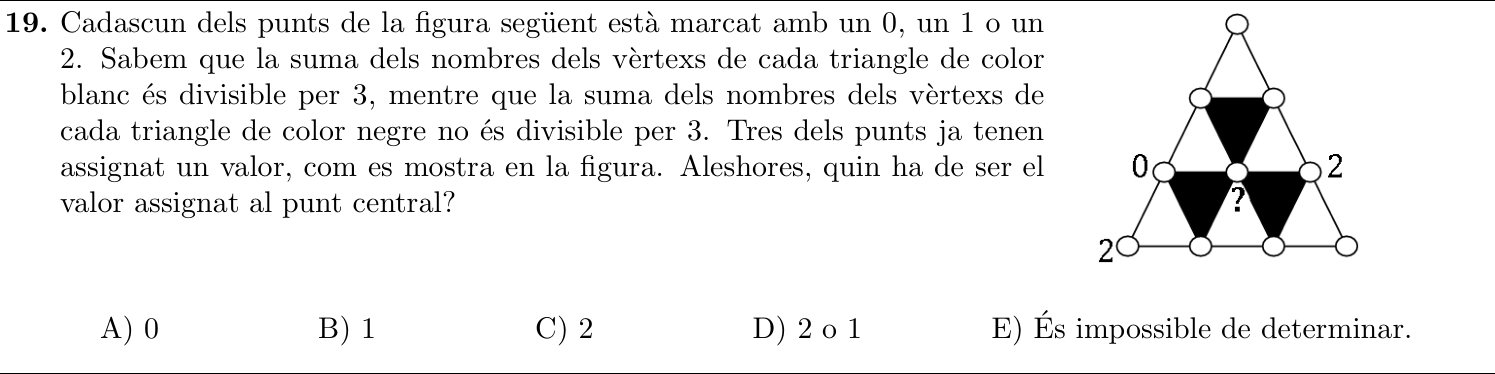 19. Cadascun dels punts de la figura següent està marcat amb un 0, un 1 o un
2. Sabem que la suma dels nombres dels vèrtexs de cada triangle de color
blanc és divisible per 3, mentre que la suma dels nombres dels vèrtexs de
cada triangle de color negre no és divisible per 3. Tres dels punts ja tenen
assignat un valor, com es mostra en la figura. Aleshores, quin ha de ser el
valor assignat al punt central?
0 2
?
2
A) 0 B) 1 C) 2 D) 2 o 1 E) És impossible de determinar.